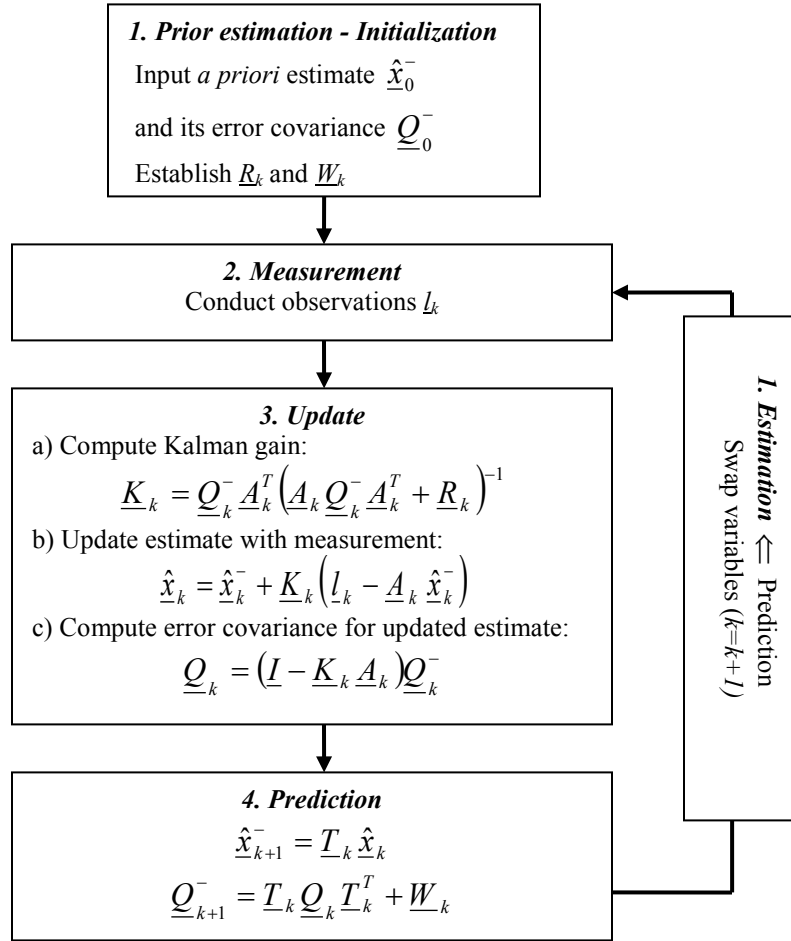 1. Prior estimation - Initialization
Input a priori estimate x̂₀⁻
and its error covariance Q₀⁻
Establish Rₖ and Wₖ
2. Measurement
Conduct observations lₖ
3. Update
a) Compute Kalman gain:
Kₖ = Qₖ⁻ Aₖᵀ (Aₖ Qₖ⁻ Aₖᵀ + Rₖ)⁻¹
b) Update estimate with measurement:
x̂ₖ = x̂ₖ⁻ + Kₖ (lₖ − Aₖ x̂ₖ⁻)
c) Compute error covariance for updated estimate:
Qₖ = (I − Kₖ Aₖ) Qₖ⁻
4. Prediction
x̂ₖ₊₁⁻ = Tₖ x̂ₖ
Qₖ₊₁⁻ = Tₖ Qₖ Tₖᵀ + Wₖ
1. Estimation ⇐ Prediction
Swap variables (k=k+1)